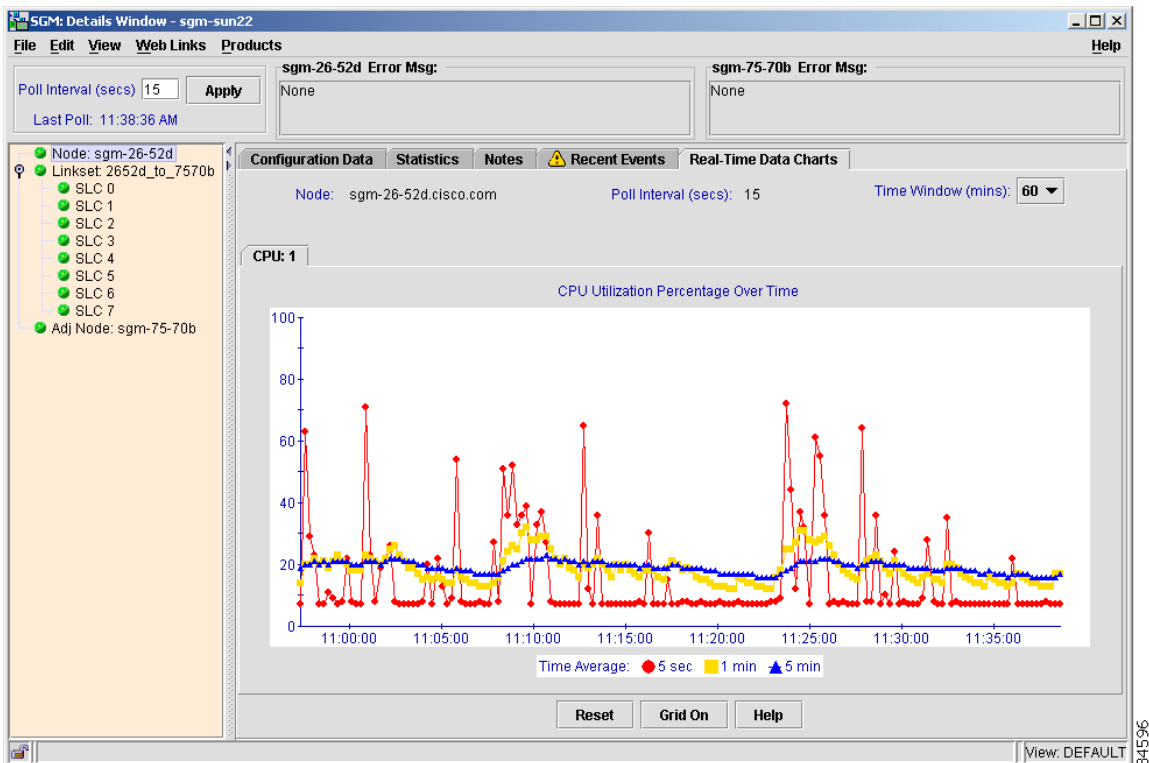 SGM: Details Window - sgm-sun22
File Edit View Web Links Products Help
Poll Interval (secs) 15 Apply
Last Poll: 11:38:36 AM
sgm-26-52d Error Msg:
None
sgm-75-70b Error Msg:
None
Node: sgm-26-52d
Linkset: 2652d_to_7570b
SLC 0
SLC 1
SLC 2
SLC 3
SLC 4
SLC 5
SLC 6
SLC 7
Adj Node: sgm-75-70b
Configuration Data Statistics Notes Recent Events Real-Time Data Charts
Node: sgm-26-52d.cisco.com Poll Interval (secs): 15 Time Window (mins): 60
CPU: 1
CPU Utilization Percentage Over Time
100
80
60
40
20
0
11:00:00 11:05:00 11:10:00 11:15:00 11:20:00 11:25:00 11:30:00 11:35:00
Time Average: 5 sec 1 min 5 min
Reset Grid On Help
View: DEFAULT
84596